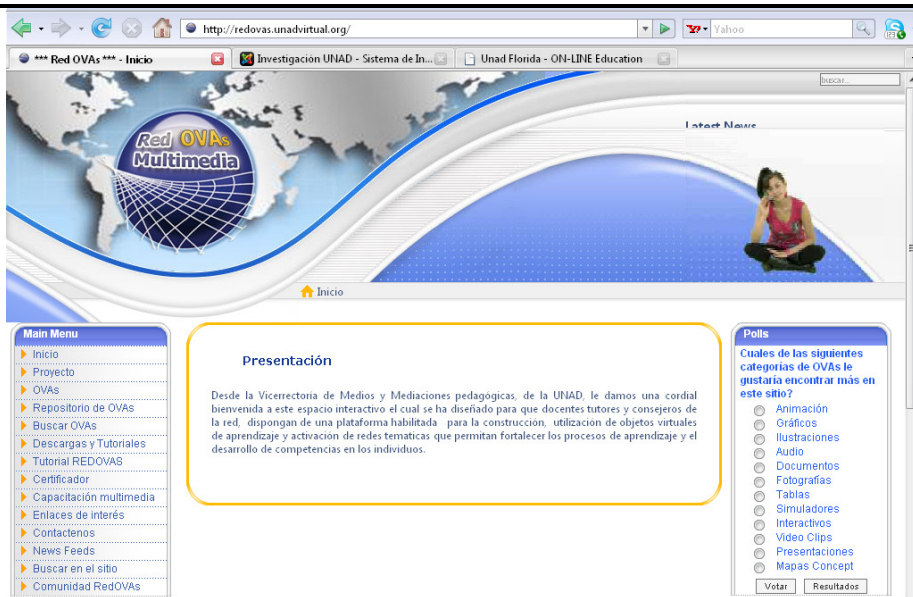 http://redovas.unadvirtual.org/
Yahoo
*** Red OVAs *** - Inicio
Investigación UNAD - Sistema de In...
Unad Florida - ON-LINE Education
buscar...
Latest News
Red OVAs
Multimedia
Inicio
Main Menu
Inicio
Proyecto
OVAs
Repositorio de OVAs
Buscar OVAs
Descargas y Tutoriales
Tutorial REDOVAS
Certificador
Capacitación multimedia
Enlaces de interés
Contactenos
News Feeds
Buscar en el sitio
Comunidad RedOVAs
Presentación
Desde la Vicerrectoria de Medios y Mediaciones pedagógicas, de la UNAD, le damos una cordial
bienvenida a este espacio interactivo el cual se ha diseñado para que docentes tutores y consejeros de
la red, dispongan de una plataforma habilitada para la construcción, utilización de objetos virtuales
de aprendizaje y activación de redes tematicas que permitan fortalecer los procesos de aprendizaje y el
desarrollo de competencias en los individuos.
Polls
Cuales de las siguientes
categorías de OVAs le
gustaría encontrar más en
este sitio?
Animación
Gráficos
Ilustraciones
Audio
Documentos
Fotografías
Tablas
Simuladores
Interactivos
Video Clips
Presentaciones
Mapas Concept
Votar Resultados